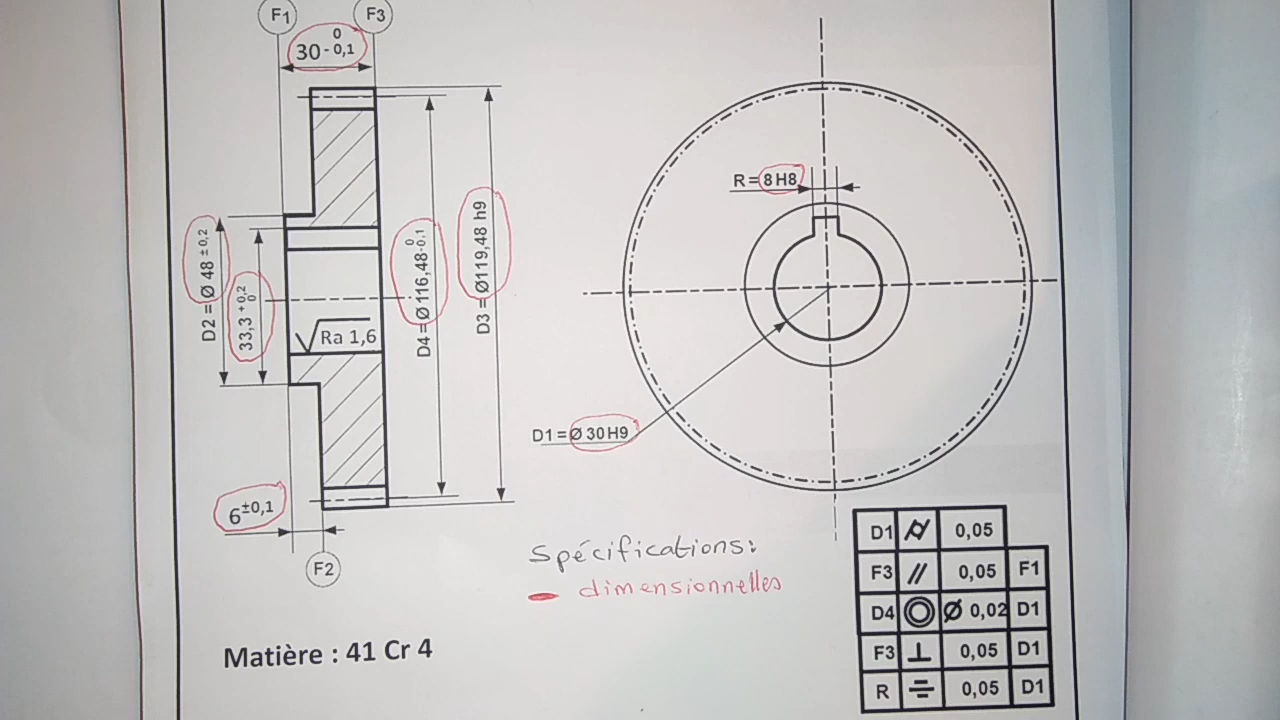 F1 F3
30 0 -0,1
R = 8 H8
D2 = Ø 48 ±0,2
33,3 +0,2 0
D4 = Ø 116,48 0 -0,1
D3 = Ø119,48 h9
Ra 1,6
D1 = Ø 30 H9
6±0,1
F2
Spécifications:
- dimensionnelles
Matière : 41 Cr 4
D1 ⌭ 0,05
F3 // 0,05 F1
D4 ◎ Ø 0,02 D1
F3 ⊥ 0,05 D1
R ⌯ 0,05 D1